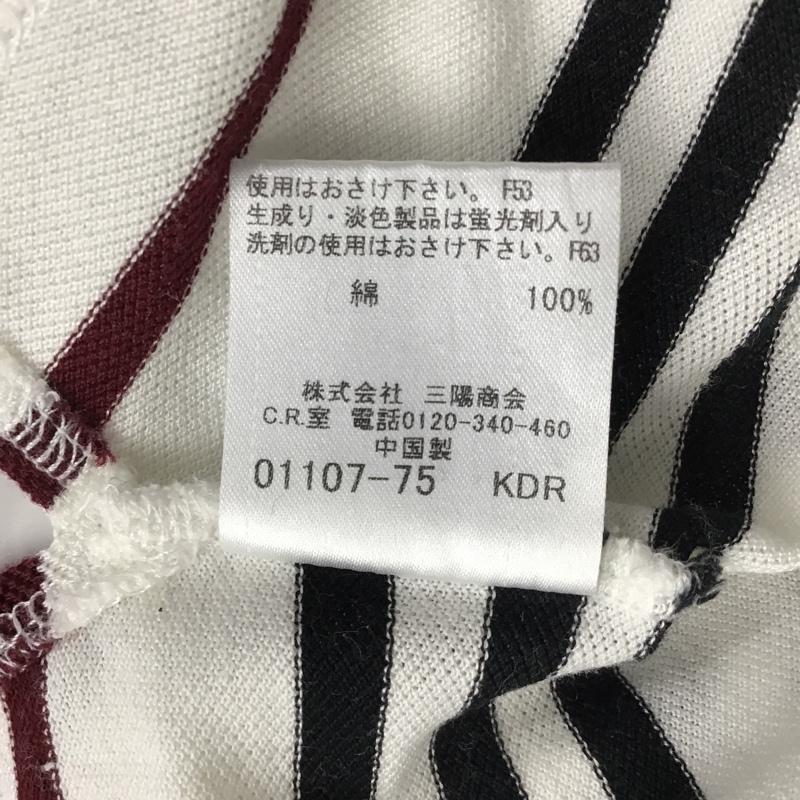 使用はおさけ下さい。 F53
生成り・淡色製品は蛍光剤入り
洗剤の使用はおさけ下さい。F63
綿 100%
株式会社 三陽商会
C.R.室 電話0120-340-460
中国製
01107-75 KDR